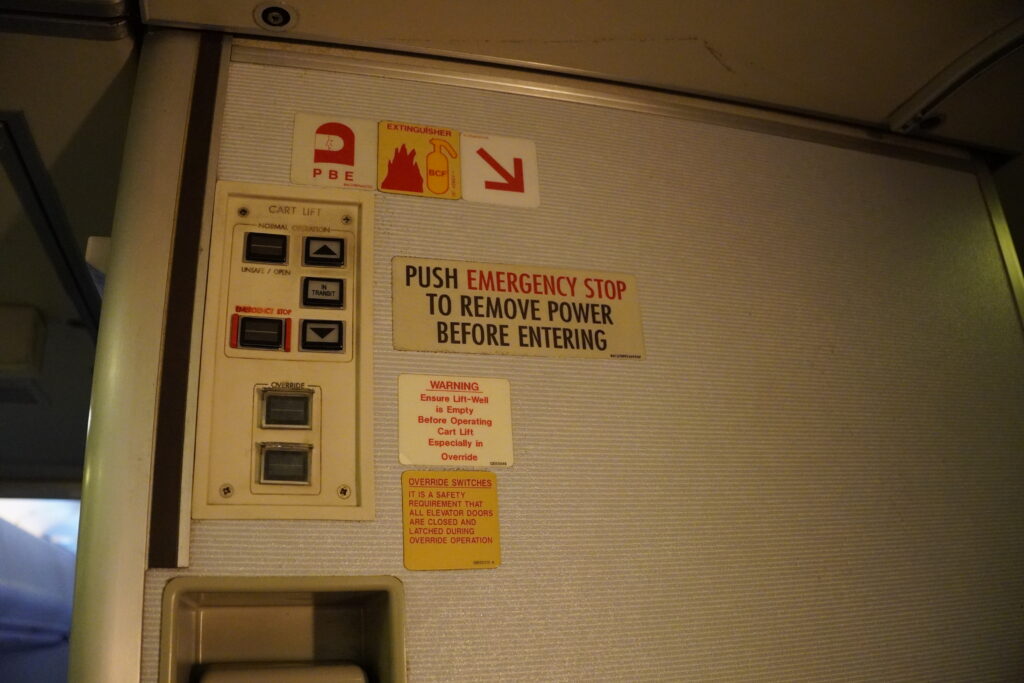 PBE
EXTINGUISHER
BCF
CART LIFT
NORMAL OPERATION
UNSAFE / OPEN
IN
TRANSIT
EMERGENCY STOP
OVERRIDE
PUSH EMERGENCY STOP
TO REMOVE POWER
BEFORE ENTERING
WARNING
Ensure Lift-Well
is Empty
Before Operating
Cart Lift
Especially in
Override
OVERRIDE SWITCHES
IT IS A SAFETY
REQUIREMENT THAT
ALL ELEVATOR DOORS
ARE CLOSED AND
LATCHED DURING
OVERRIDE OPERATION